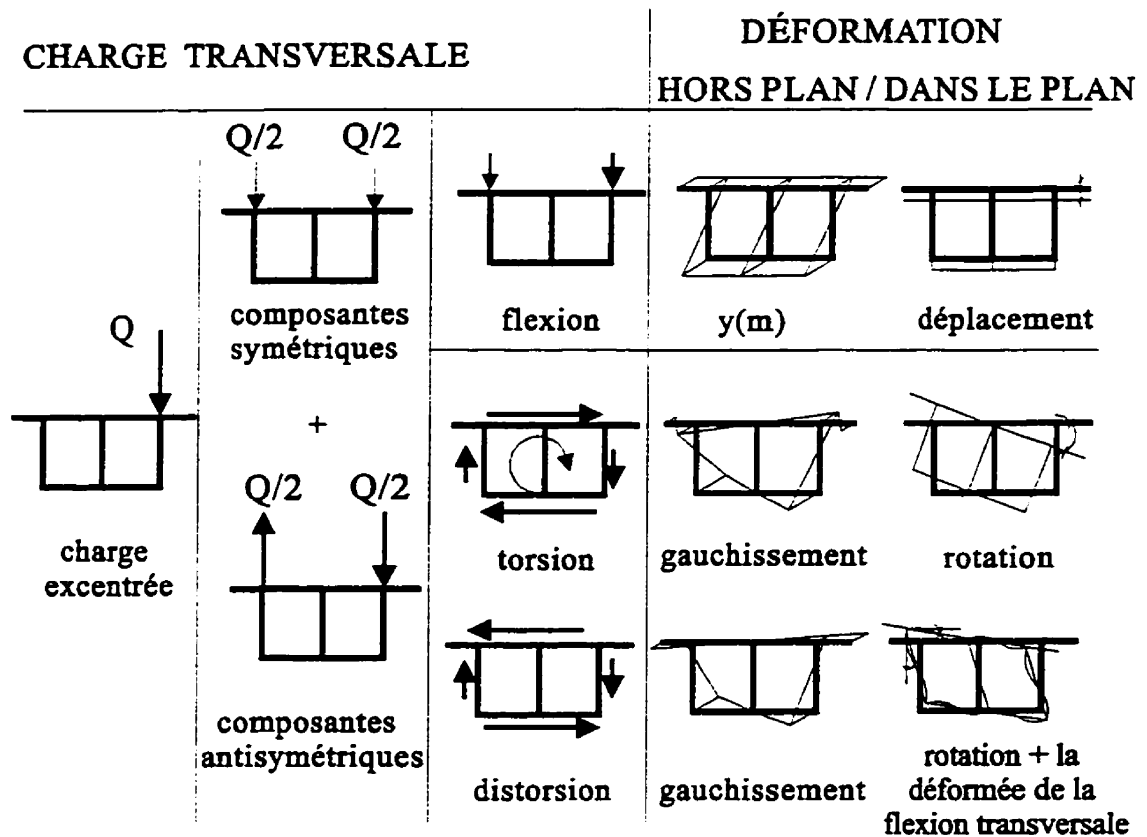 CHARGE TRANSVERSALE
DÉFORMATION
HORS PLAN / DANS LE PLAN
Q/2 Q/2
composantes
symétriques
flexion
y(m)
déplacement
Q
charge
excentrée
+
Q/2 Q/2
composantes
antisymétriques
torsion
gauchissement
rotation
distorsion
gauchissement
rotation + la
déformée de la
flexion transversale